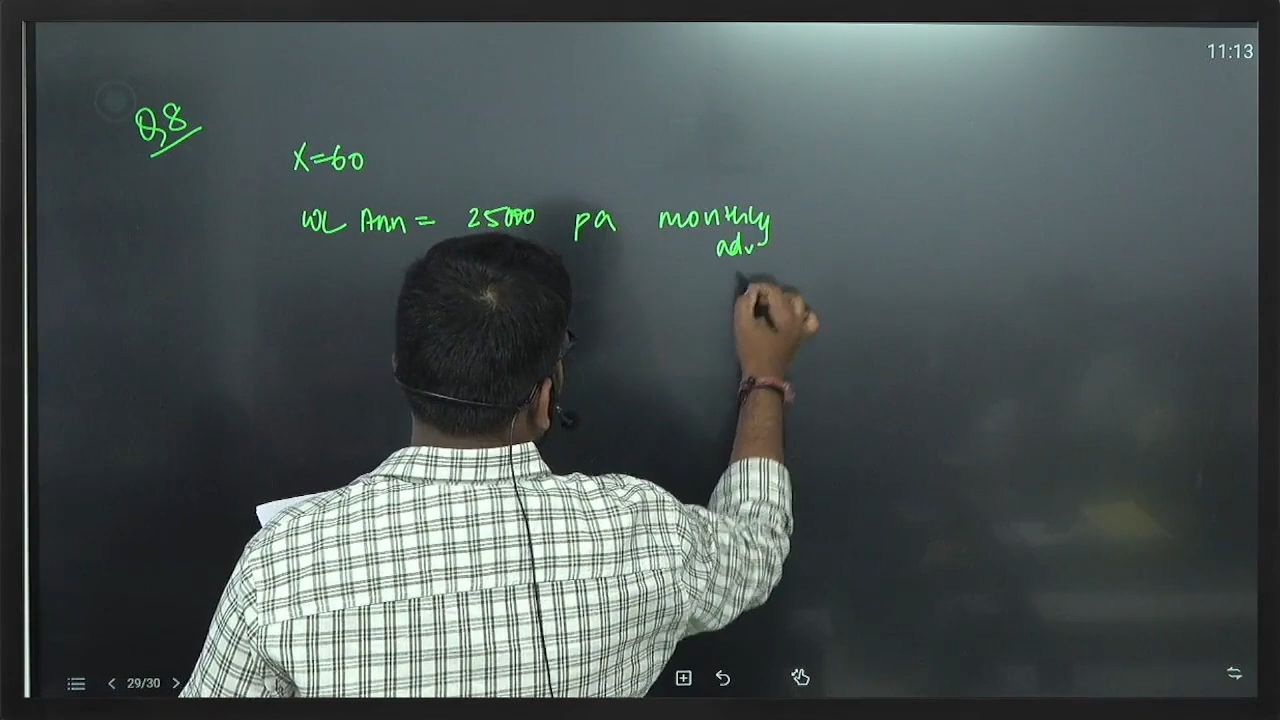 11:13
Q8
X=60
WL Ann = 25000 pa monthly
adv
29/30